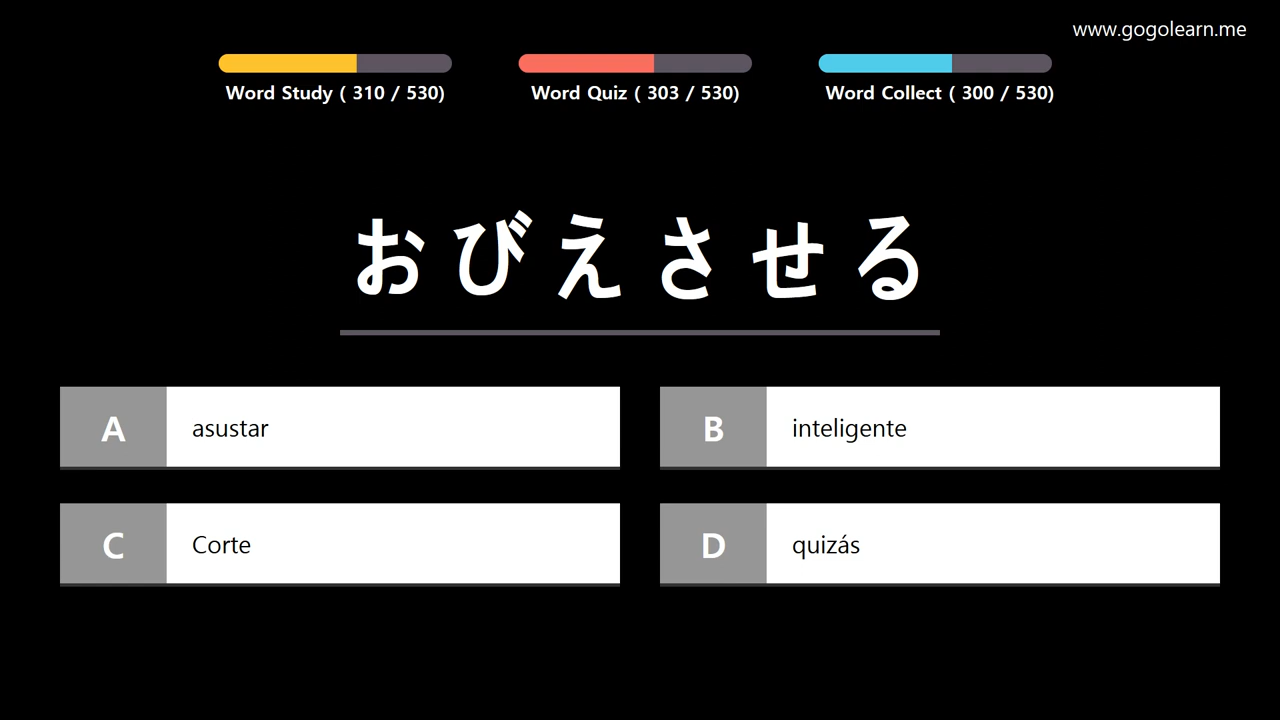 www.gogolearn.me
Word Study ( 310 / 530)
Word Quiz ( 303 / 530)
Word Collect ( 300 / 530)
おびえさせる
A asustar
B inteligente
C Corte
D quizás